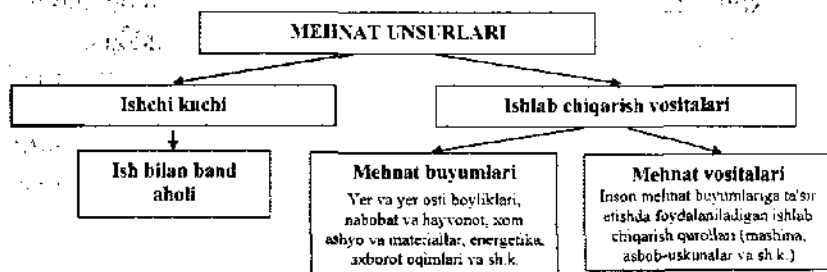 MEHNAT UNSURLARI
Ishchi kuchi
Ishlab chiqarish vositalari
Ish bilan band
aholi
Mehnat buyumlari
Yer va yer osti boyliklari,
nabobat va hayvonot, xom
ashyo va materiallar, energetika,
axborot oqimlari va sh.k.
Mehnat vositalari
Inson mehnat buyumlariga ta'sir
etishda foydalaniladigan ishlab
chiqarish qurollari (mashina,
asbob-uskunalar va sh.k.)